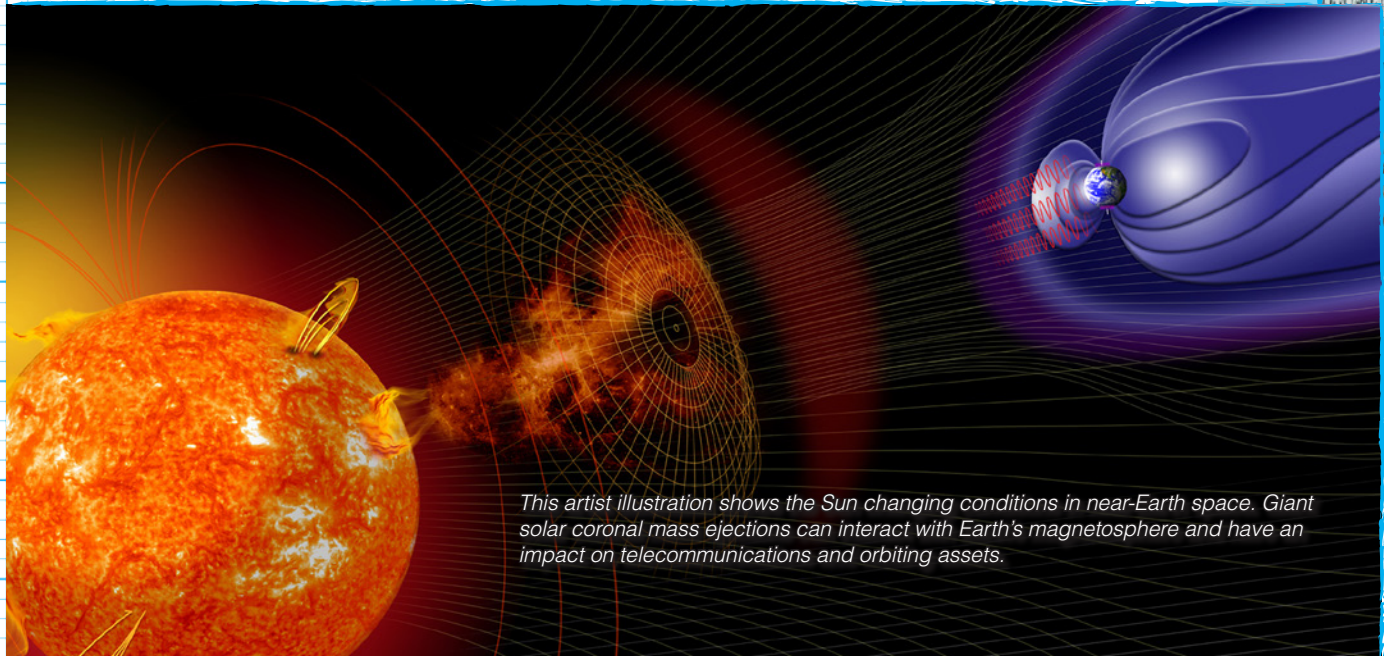 This artist illustration shows the Sun changing conditions in near-Earth space. Giant
solar coronal mass ejections can interact with Earth’s magnetosphere and have an
impact on telecommunications and orbiting assets.